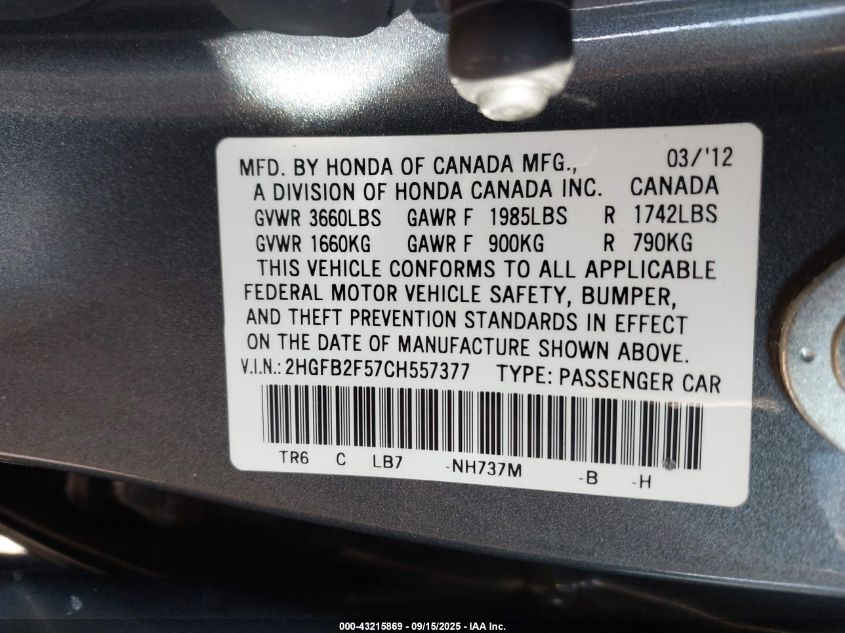 MFD. BY HONDA OF CANADA MFG., 03/'12
A DIVISION OF HONDA CANADA INC. CANADA
GVWR 3660LBS GAWR F 1985LBS R 1742LBS
GVWR 1660KG GAWR F 900KG R 790KG
THIS VEHICLE CONFORMS TO ALL APPLICABLE
FEDERAL MOTOR VEHICLE SAFETY, BUMPER,
AND THEFT PREVENTION STANDARDS IN EFFECT
ON THE DATE OF MANUFACTURE SHOWN ABOVE.
V.I.N.: 2HGFB2F57CH557377 TYPE: PASSENGER CAR
TR6 C LB7 -NH737M -B -H
000-43215869 - 09/15/2025 - IAA Inc.